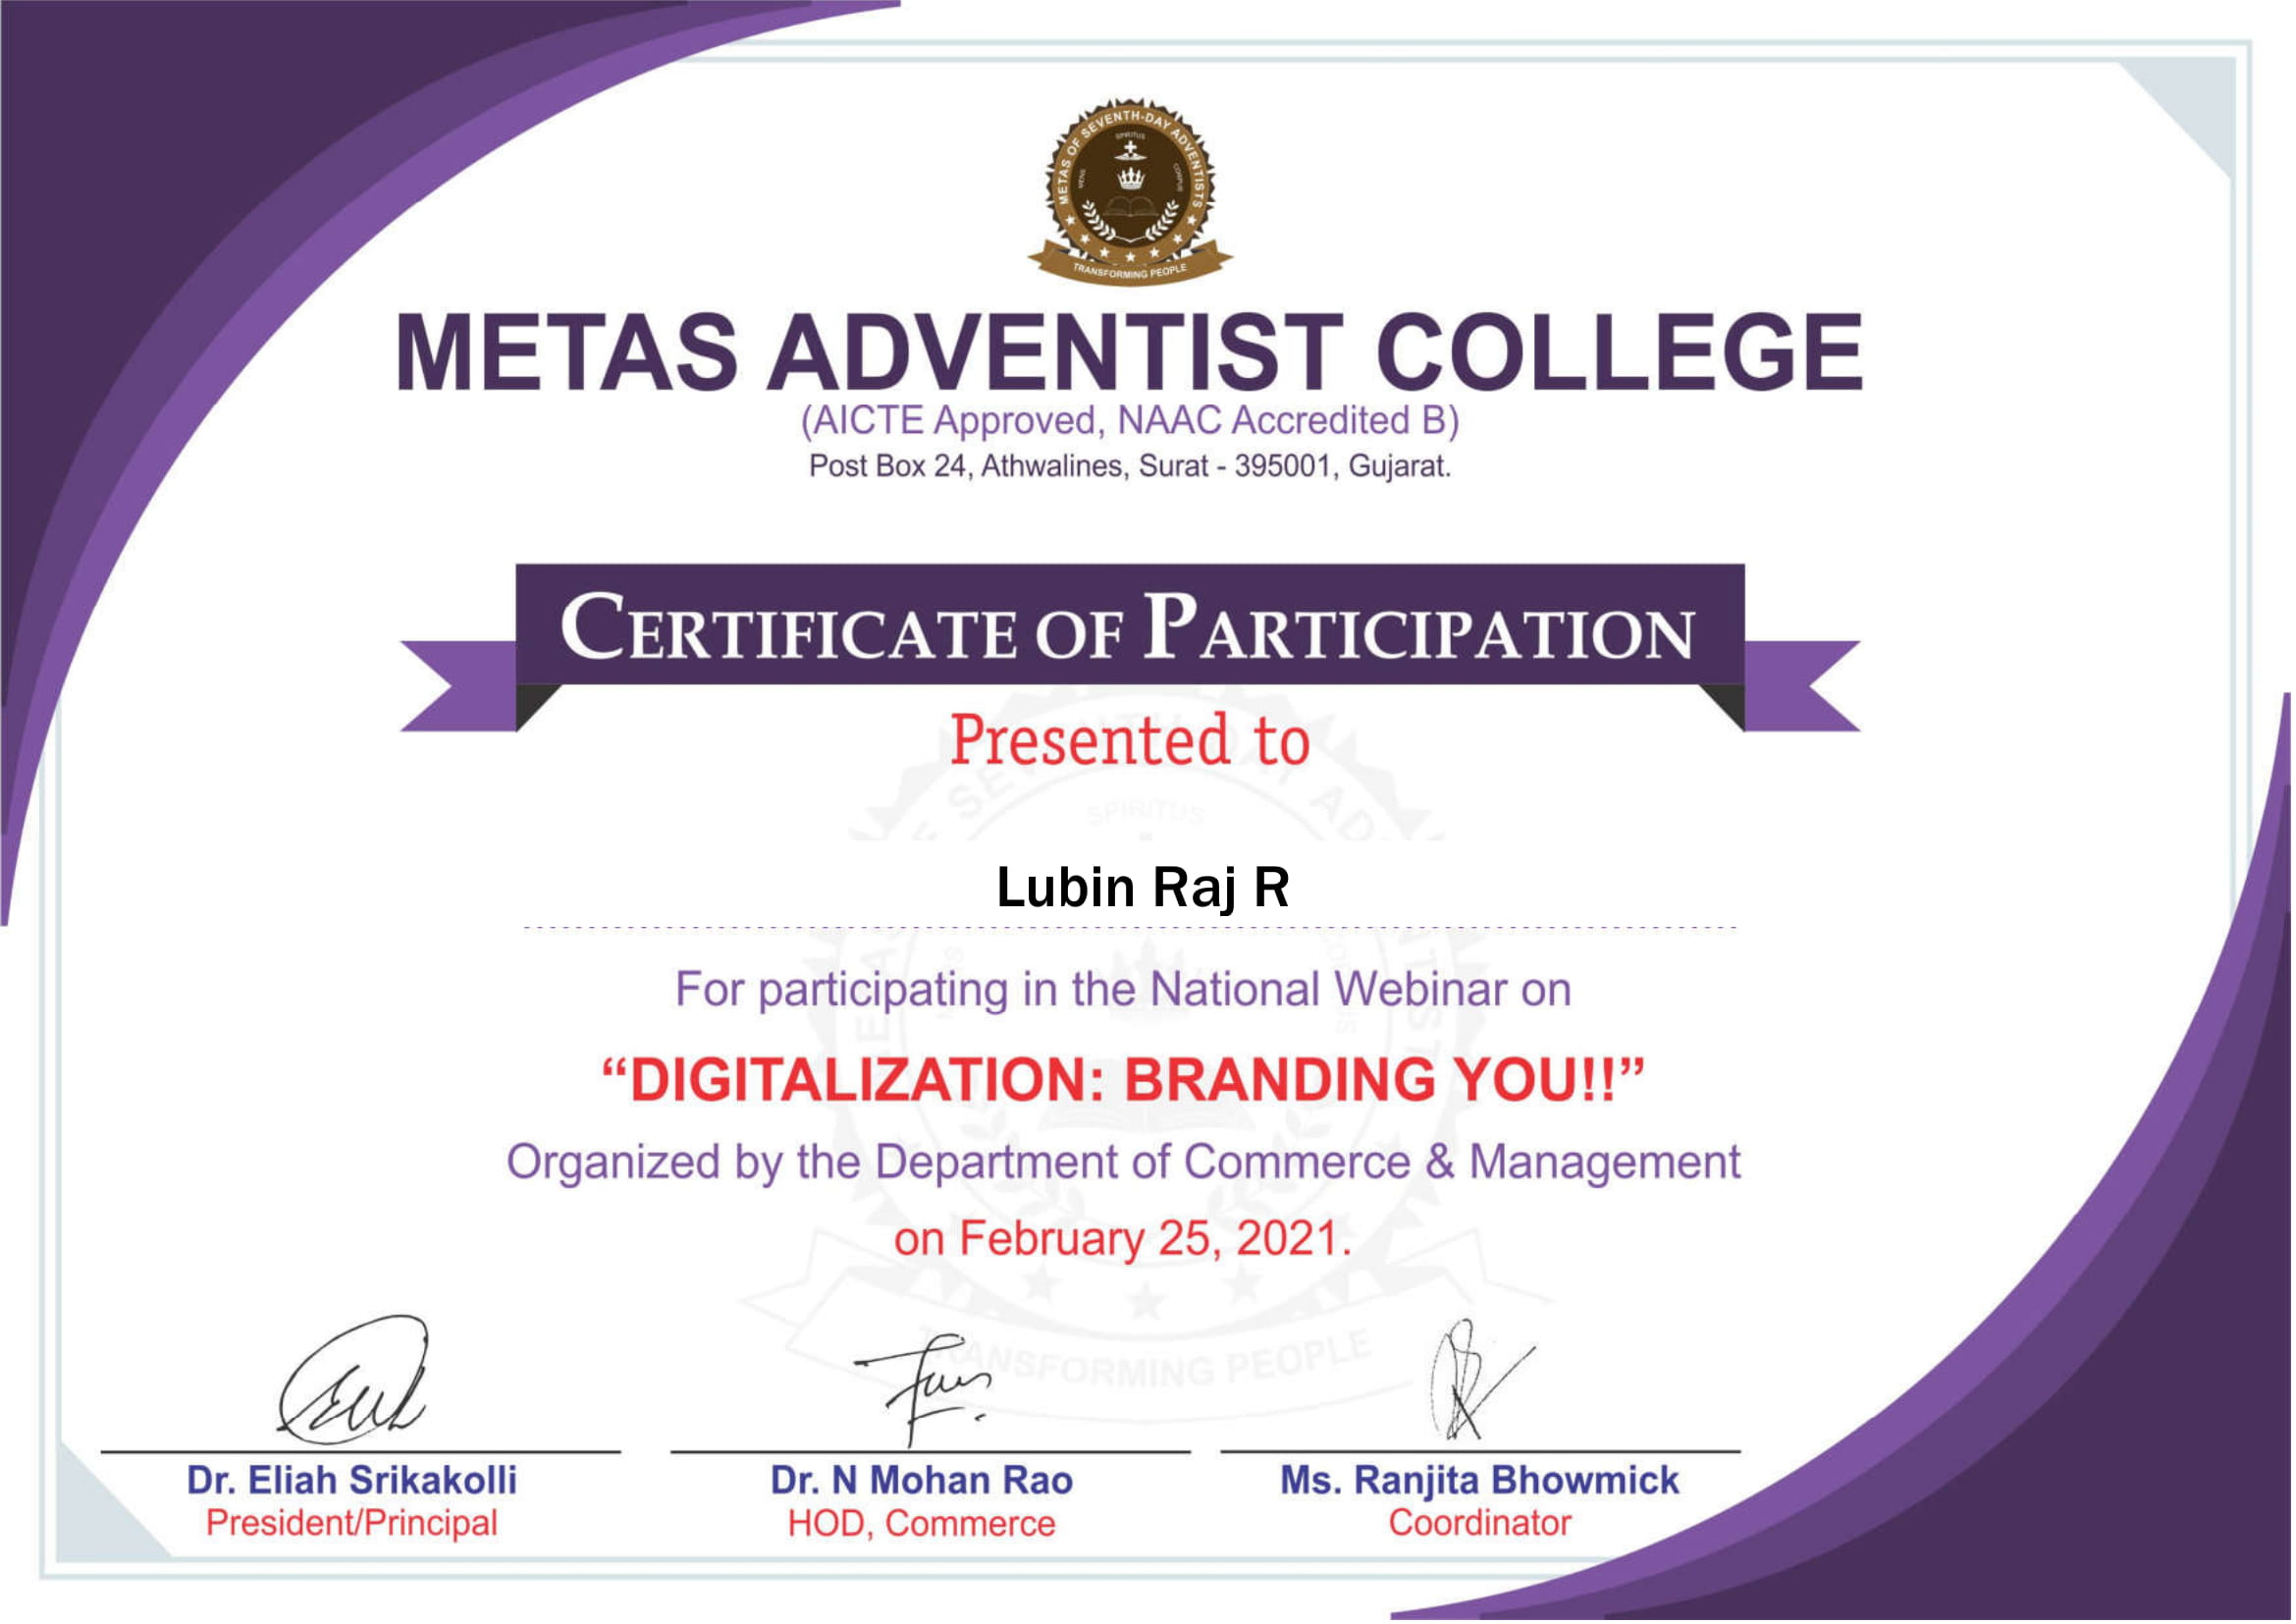 METAS OF SEVENTH-DAY ADVENTISTS
SPIRITUS
MENS
CORPUS
TRANSFORMING PEOPLE
METAS ADVENTIST COLLEGE
(AICTE Approved, NAAC Accredited B)
Post Box 24, Athwalines, Surat - 395001, Gujarat.
CERTIFICATE OF PARTICIPATION
Presented to
SPIRITUS
Lubin Raj R
For participating in the National Webinar on
“DIGITALIZATION: BRANDING YOU!!”
Organized by the Department of Commerce & Management
on February 25, 2021.
TRANSFORMING PEOPLE
Dr. Eliah Srikakolli
President/Principal
Dr. N Mohan Rao
HOD, Commerce
Ms. Ranjita Bhowmick
Coordinator